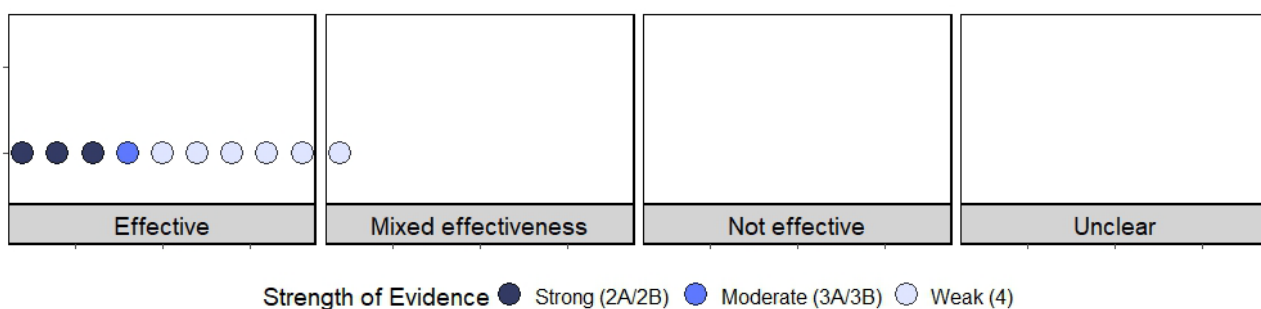 Effective Mixed effectiveness Not effective Unclear
Strength of Evidence Strong (2A/2B) Moderate (3A/3B) Weak (4)